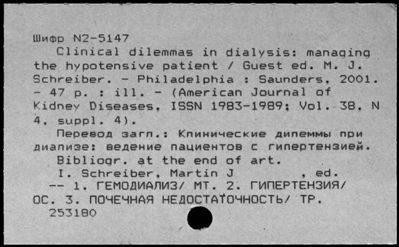 Шифр N2-5147
Clinical dilemmas in dialysis: managing
the hypotensive patient / Guest ed. M. J.
Schreiber. - Philadelphia : Saunders, 2001.
- 47 p. : ill. - (American Journal of
Kidney Diseases, ISSN 1983-1989; Vol. 38, N
4, suppl. 4).
Перевод загл.: Клинические дилеммы при
диализе: ведение пациентов с гипертензией.
Bibliogr. at the end of art.
I. Schreiber, Martin J , ed.
-- 1. ГЕМОДИАЛИЗ/ МТ. 2. ГИПЕРТЕНЗИЯ/
ОС. 3. ПОЧЕЧНАЯ НЕДОСТАТОЧНОСТЬ/ ТР.
253180